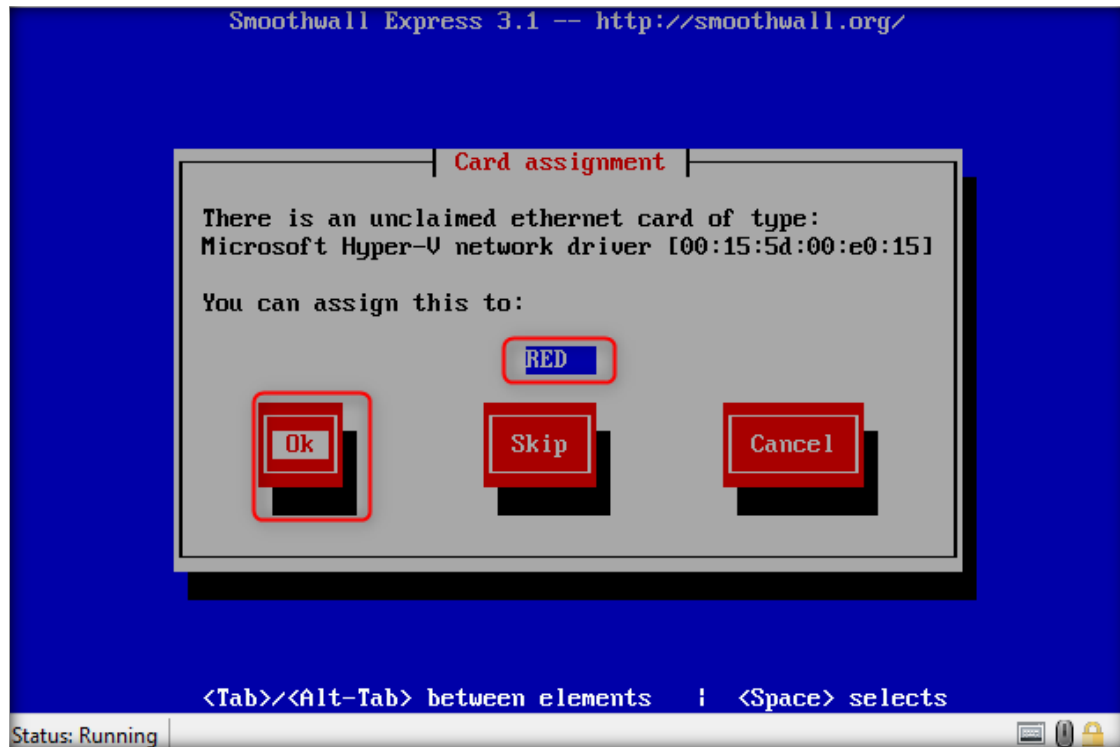 Smoothwall Express 3.1 -- http://smoothwall.org/
Card assignment
There is an unclaimed ethernet card of type:
Microsoft Hyper-V network driver [00:15:5d:00:e0:15]
You can assign this to:
RED
Ok Skip Cancel
<Tab>/<Alt-Tab> between elements | <Space> selects
Status: Running